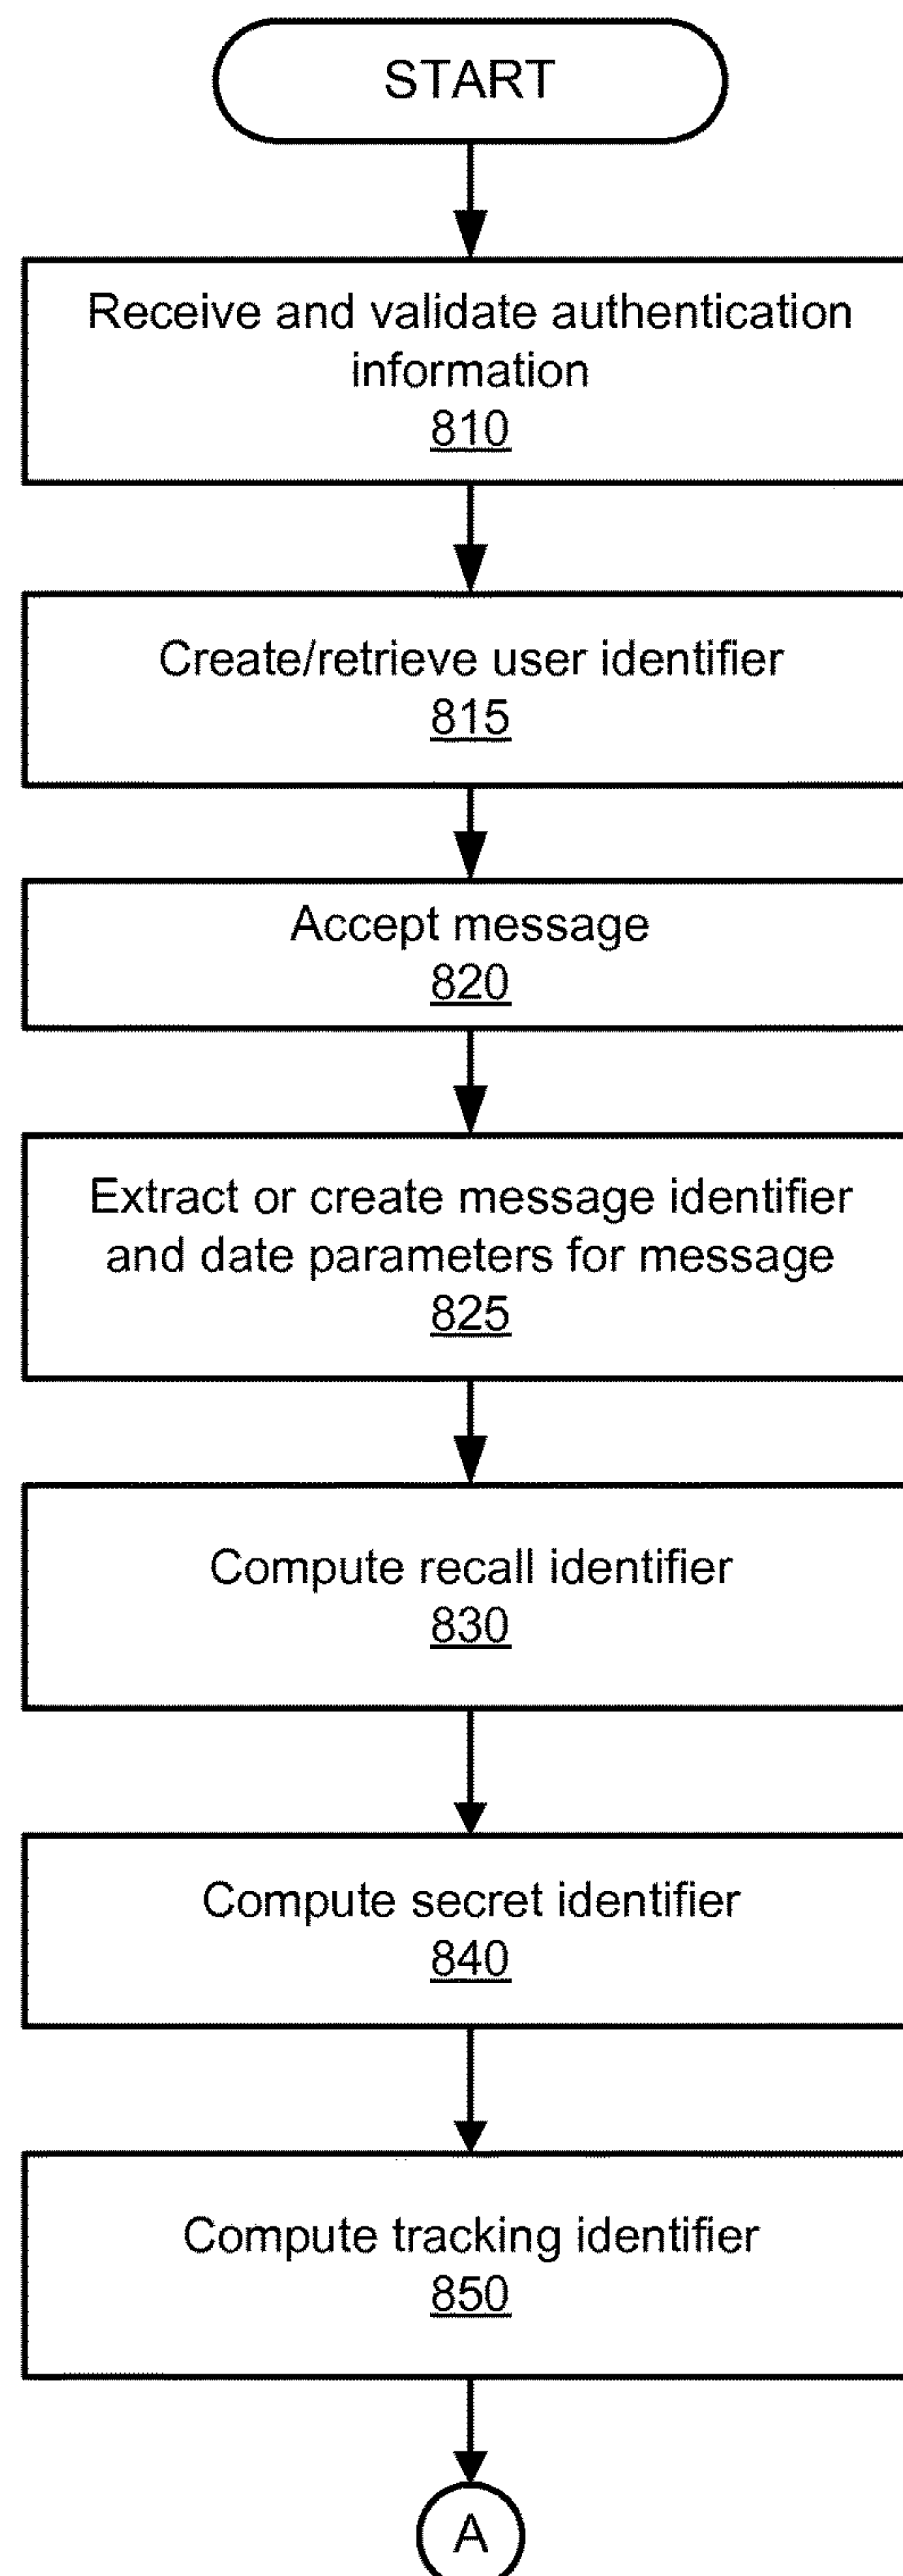 START
Receive and validate authentication
information
810
Create/retrieve user identifier
815
Accept message
820
Extract or create message identifier
and date parameters for message
825
Compute recall identifier
830
Compute secret identifier
840
Compute tracking identifier
850
A